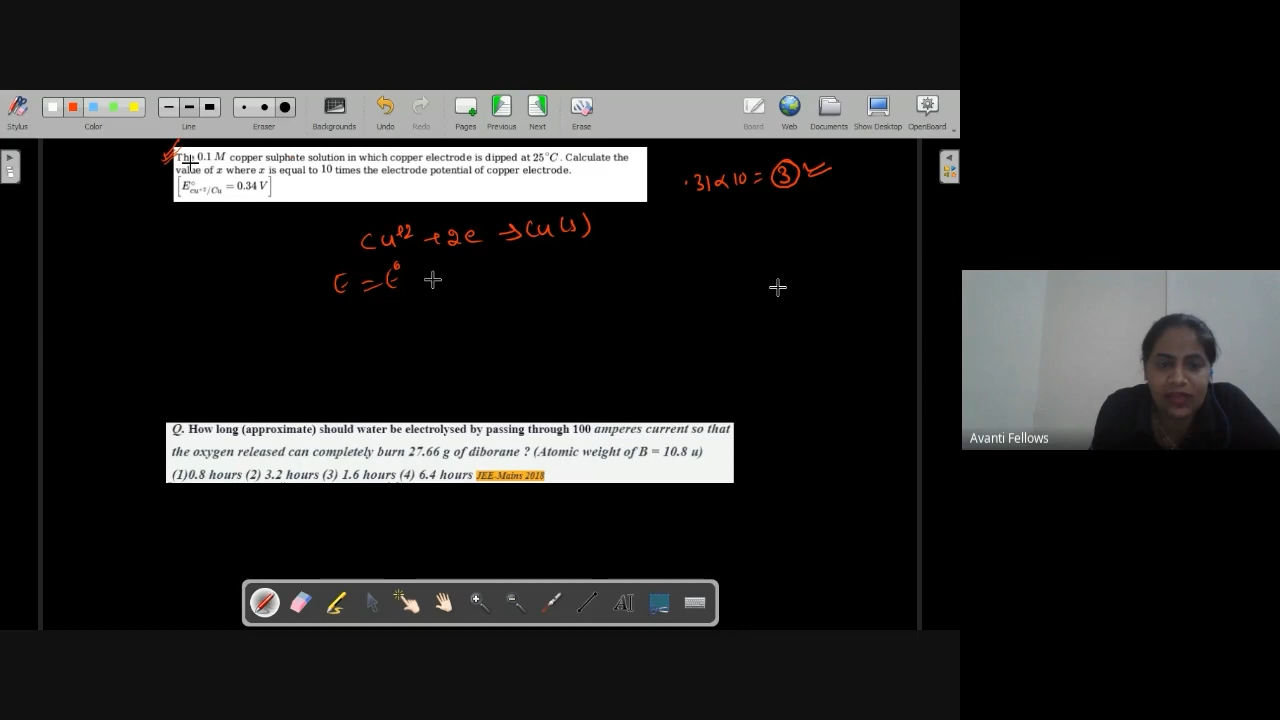 Stylus Color Line Eraser Backgrounds Undo Redo Pages Previous Next Erase Board Web Documents Show Desktop OpenBoard
The 0.1 M copper sulphate solution in which copper electrode is dipped at 25°C. Calculate the
value of x where x is equal to 10 times the electrode potential of copper electrode.
[E°cu+2/Cu = 0.34 V]
.31×10 = 3
Cu+2 + 2e → Cu(s)
E = E°
Q. How long (approximate) should water be electrolysed by passing through 100 amperes current so that
the oxygen released can completely burn 27.66 g of diborane ? (Atomic weight of B = 10.8 u)
(1)0.8 hours (2) 3.2 hours (3) 1.6 hours (4) 6.4 hours JEE-Mains 2018
Avanti Fellows